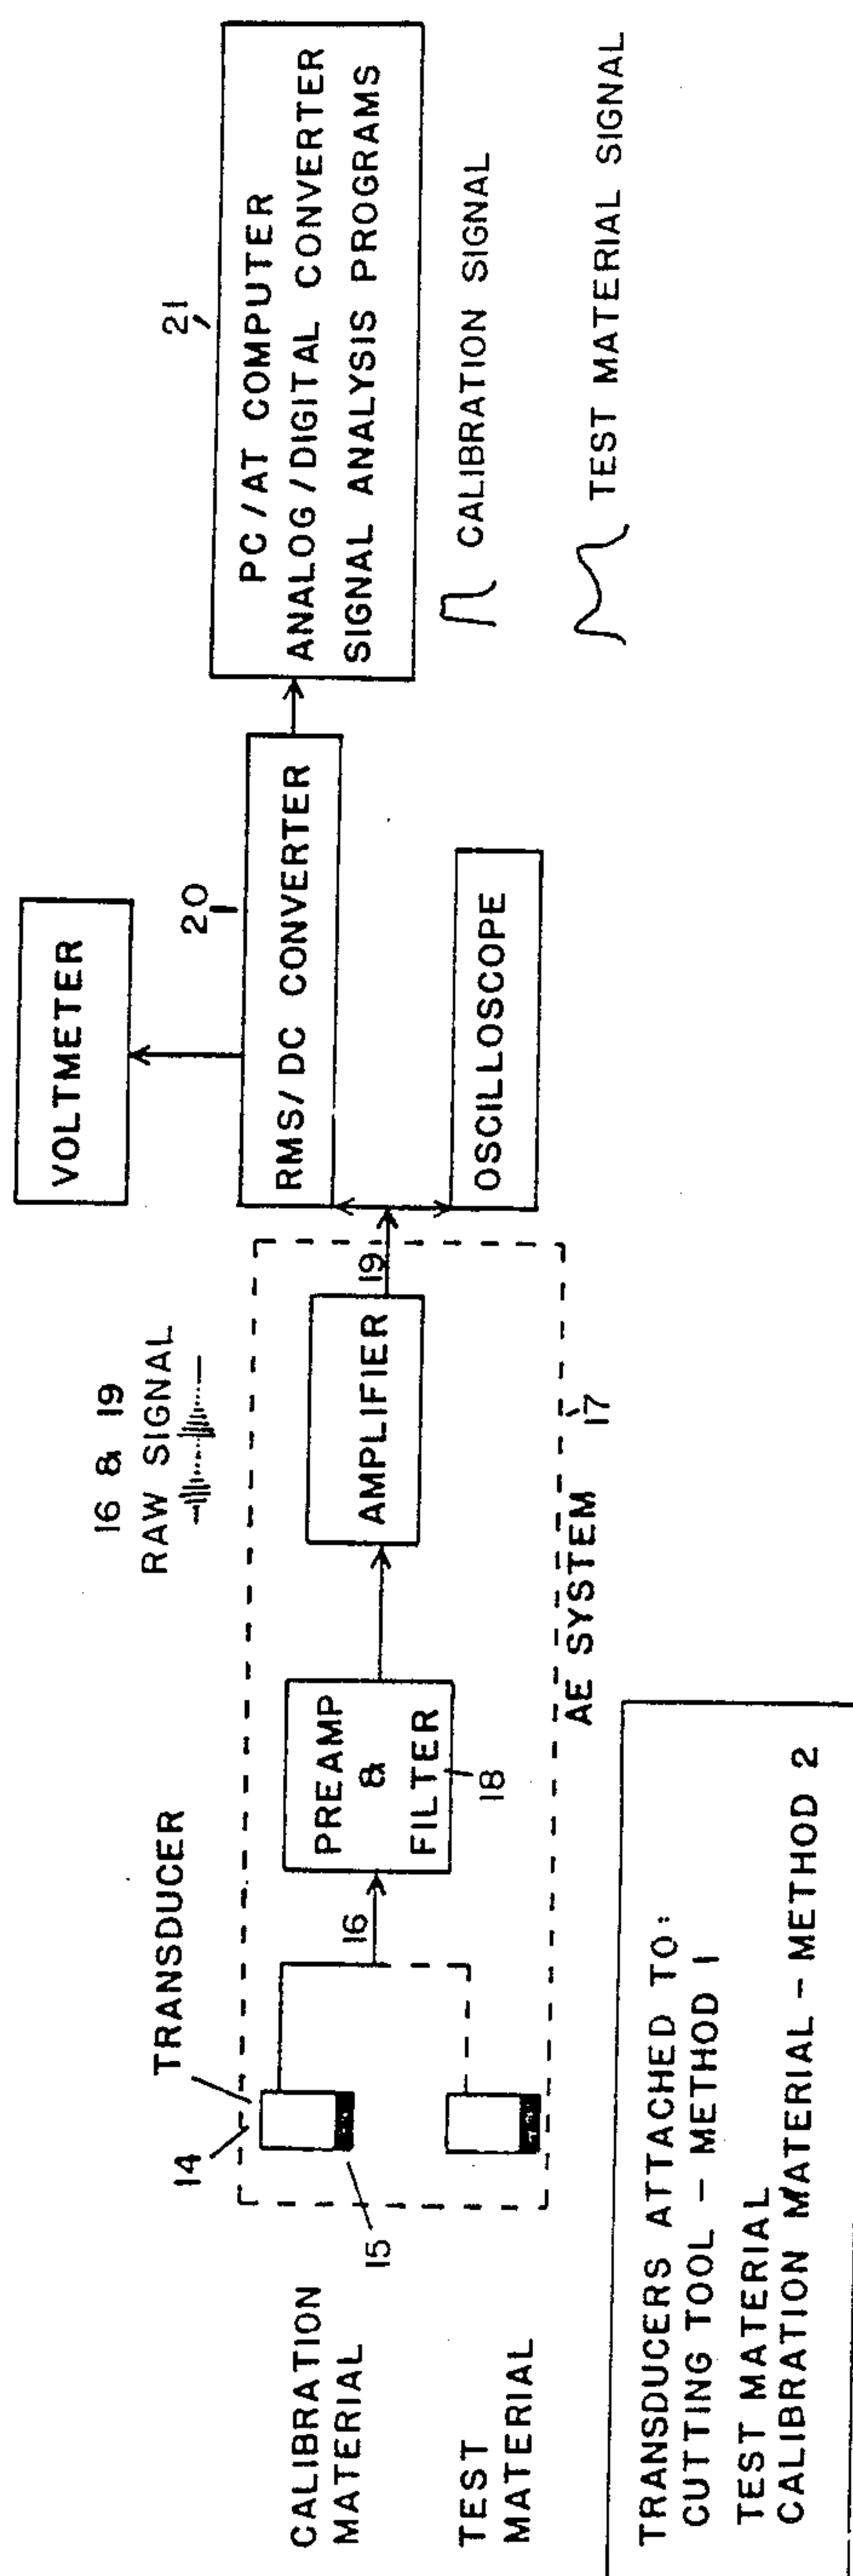 CALIBRATION
MATERIAL
TEST
MATERIAL
14
TRANSDUCER
15
16
PREAMP
&
FILTER
18
AMPLIFIER
19
16 & 19
RAW SIGNAL
AE SYSTEM
17
VOLTMETER
20
RMS/DC CONVERTER
OSCILLOSCOPE
21
PC/AT COMPUTER
ANALOG/DIGITAL CONVERTER
SIGNAL ANALYSIS PROGRAMS
CALIBRATION SIGNAL
TEST MATERIAL SIGNAL
TRANSDUCERS ATTACHED TO:
CUTTING TOOL - METHOD 1
TEST MATERIAL
CALIBRATION MATERIAL - METHOD 2